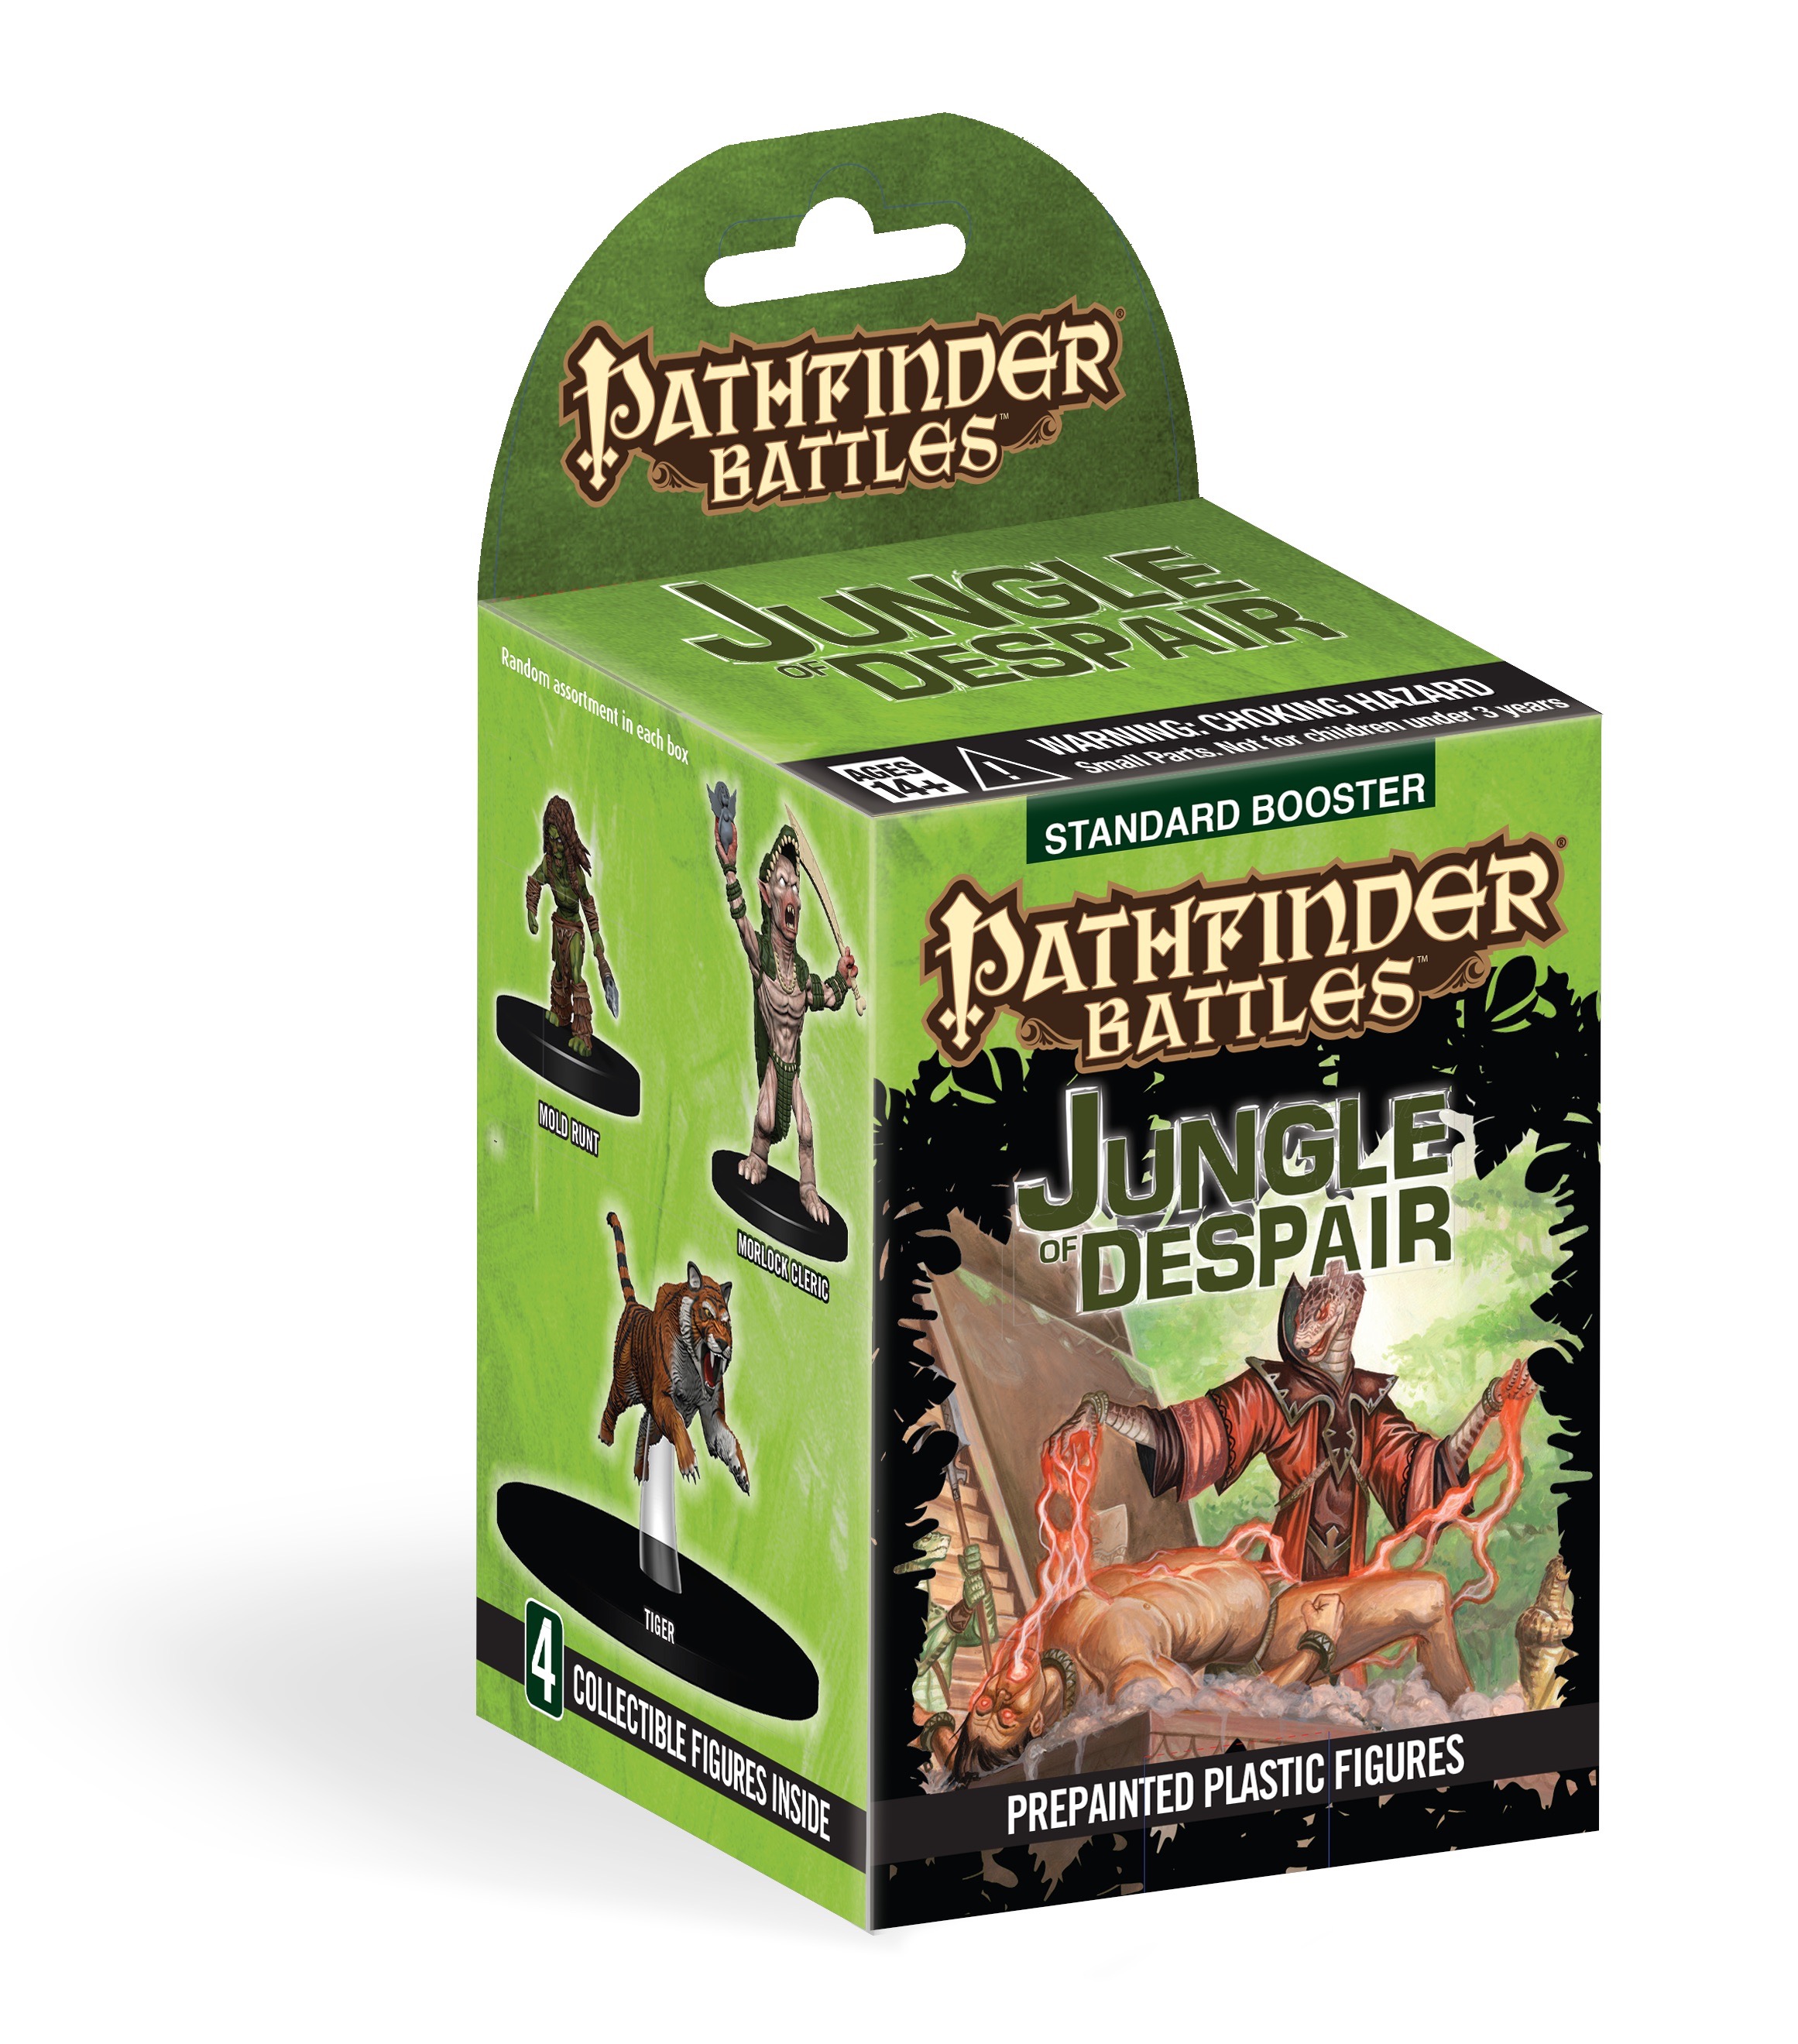 PATHFINDER®
BATTLES™
JUNGLE
OF DESPAIR
AGES
14+
WARNING: CHOKING HAZARD
Small Parts. Not for children under 3 years
Random assortment in each box
MOLD RUNT
MORLOCK CLERIC
TIGER
4 COLLECTIBLE FIGURES INSIDE
STANDARD BOOSTER
PATHFINDER®
BATTLES™
JUNGLE
OF DESPAIR
PREPAINTED PLASTIC FIGURES